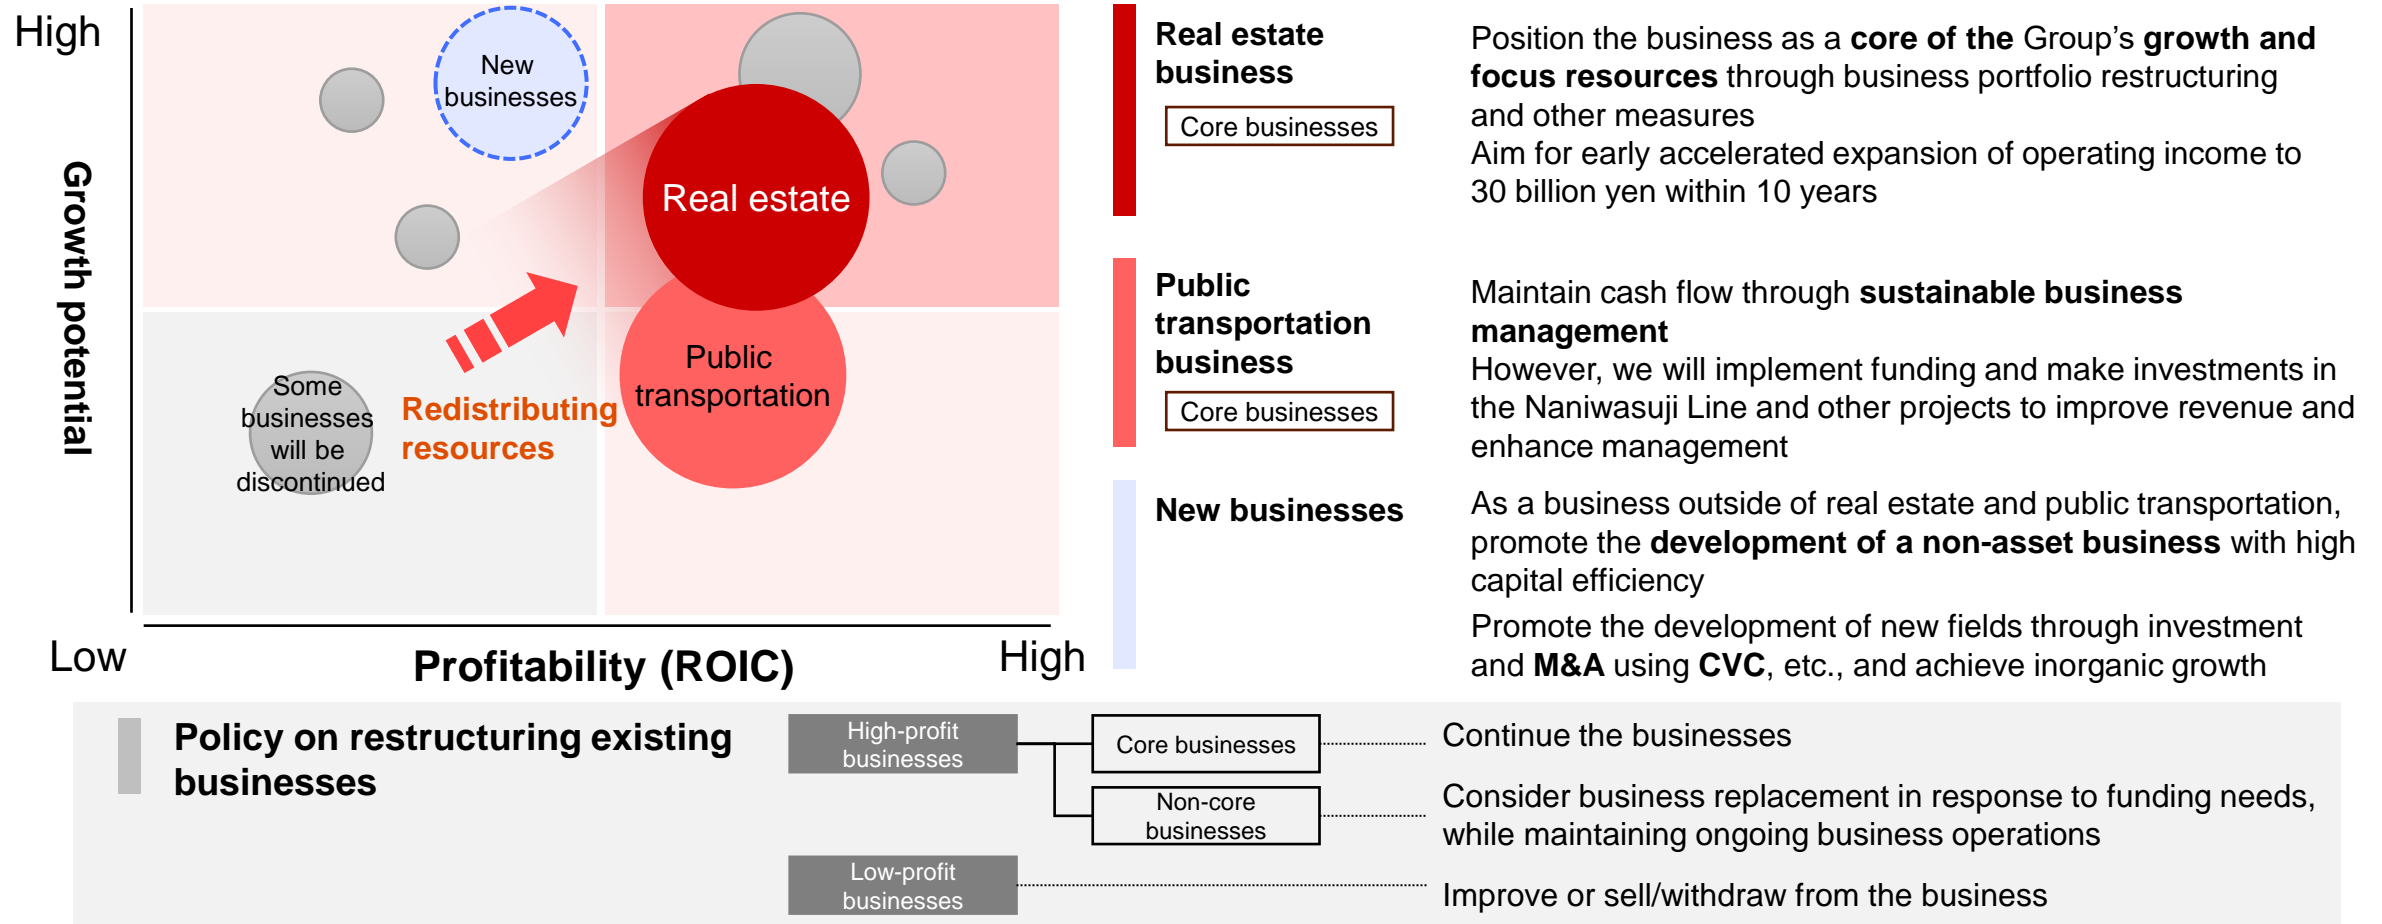 High
Growth potential
Low
Profitability (ROIC)
High
New
businesses
Real estate
Public
transportation
Some
businesses
will be
discontinued
Redistributing
resources
Real estate
business
Core businesses
Position the business as a core of the Group’s growth and
focus resources through business portfolio restructuring
and other measures
Aim for early accelerated expansion of operating income to
30 billion yen within 10 years
Public
transportation
business
Core businesses
Maintain cash flow through sustainable business
management
However, we will implement funding and make investments in
the Naniwasuji Line and other projects to improve revenue and
enhance management
New businesses
As a business outside of real estate and public transportation,
promote the development of a non-asset business with high
capital efficiency
Promote the development of new fields through investment
and M&A using CVC, etc., and achieve inorganic growth
Policy on restructuring existing
businesses
High-profit
businesses
Core businesses
Continue the businesses
Non-core
businesses
Consider business replacement in response to funding needs,
while maintaining ongoing business operations
Low-profit
businesses
Improve or sell/withdraw from the business